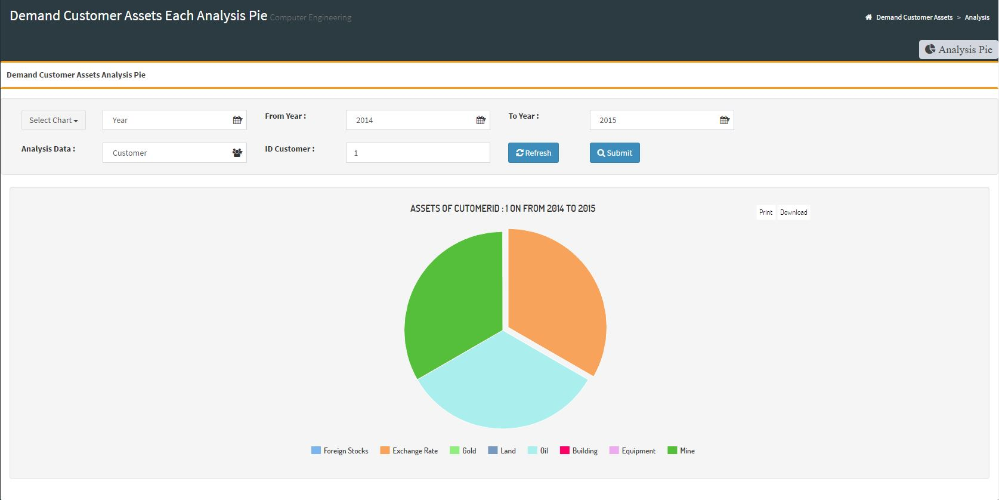 Demand Customer Assets Each Analysis Pie Computer Engineering
Demand Customer Assets > Analysis
Analysis Pie
Demand Customer Assets Analysis Pie
Select Chart Year From Year : 2014 To Year : 2015
Analysis Data : Customer ID Customer : 1 Refresh Submit
ASSETS OF CUTOMERID : 1 ON FROM 2014 TO 2015
Print Download
Foreign Stocks Exchange Rate Gold Land Oil Building Equipment Mine